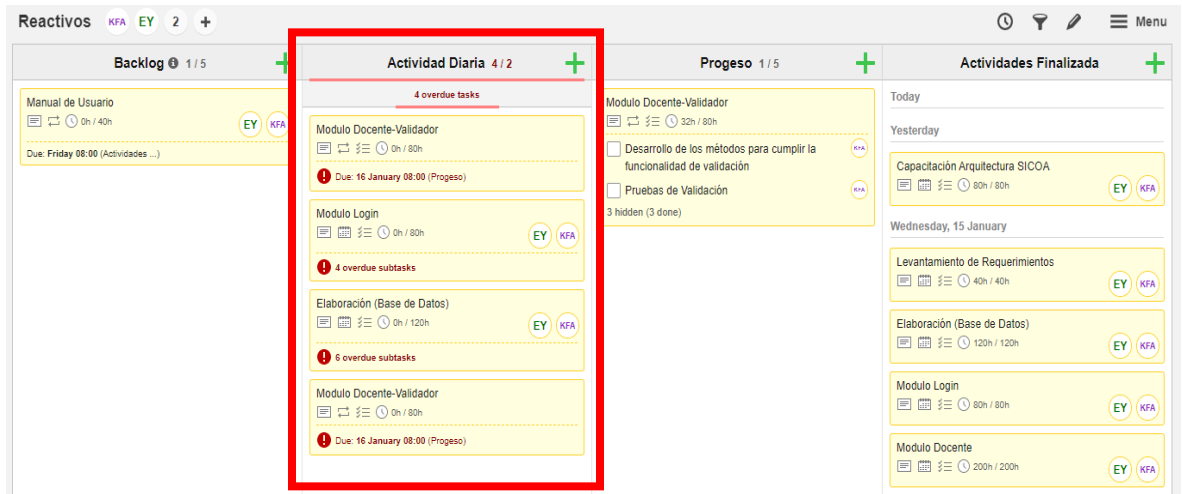 Reactivos KFA EY 2 + Menu
Backlog 1 / 5 +
Manual de Usuario
0h / 40h
EY KFA
Due: Friday 08:00 (Actividades ...)
Actividad Diaria 4 / 2 +
4 overdue tasks
Modulo Docente-Validador
0h / 80h
Due: 16 January 08:00 (Progeso)
Modulo Login
0h / 80h
EY KFA
4 overdue subtasks
Elaboración (Base de Datos)
0h / 120h
EY KFA
6 overdue subtasks
Modulo Docente-Validador
0h / 80h
Due: 16 January 08:00 (Progeso)
Progeso 1 / 5 +
Modulo Docente-Validador
32h / 80h
Desarrollo de los métodos para cumplir la KFA
funcionalidad de validación
Pruebas de Validación KFA
3 hidden (3 done)
Actividades Finalizada +
Today
Yesterday
Capacitación Arquitectura SICOA
80h / 80h
EY KFA
Wednesday, 15 January
Levantamiento de Requerimientos
40h / 40h
EY KFA
Elaboración (Base de Datos)
120h / 120h
EY KFA
Modulo Login
80h / 80h
EY KFA
Modulo Docente
200h / 200h
EY KFA